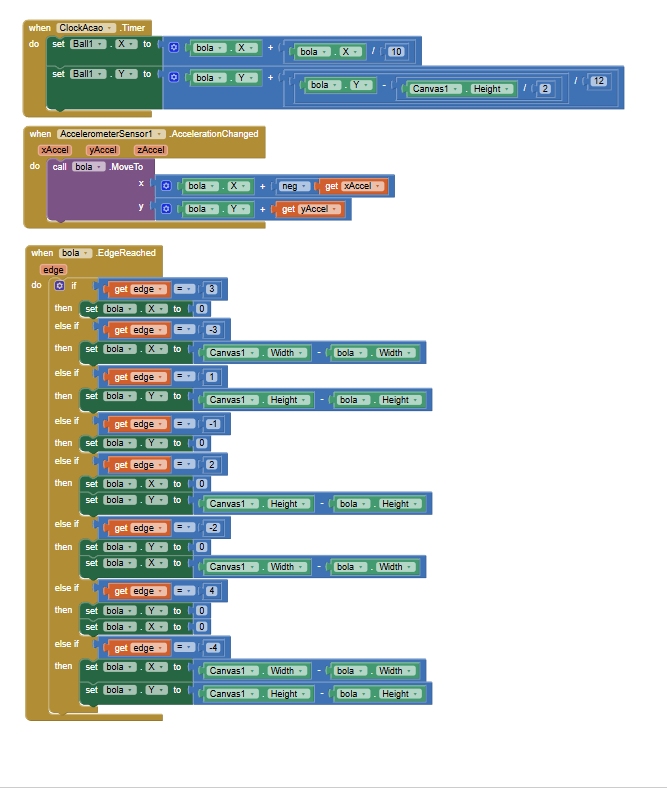 when ClockAcao .Timer
do set Ball1 . X to bola . X + bola . X / 10
set Ball1 . Y to bola . Y + bola . Y - Canvas1 . Height / 2 / 12
when AccelerometerSensor1 .AccelerationChanged
xAccel yAccel zAccel
do call bola .MoveTo
x bola . X + neg get xAccel
y bola . Y + get yAccel
when bola .EdgeReached
edge
do if get edge = 3
then set bola . X to 0
else if get edge = -3
then set bola . X to Canvas1 . Width - bola . Width
else if get edge = 1
then set bola . Y to Canvas1 . Height - bola . Height
else if get edge = -1
then set bola . Y to 0
else if get edge = 2
then set bola . X to 0
set bola . Y to Canvas1 . Height - bola . Height
else if get edge = -2
then set bola . Y to 0
set bola . X to Canvas1 . Width - bola . Width
else if get edge = 4
then set bola . Y to 0
set bola . X to 0
else if get edge = -4
then set bola . X to Canvas1 . Width - bola . Width
set bola . Y to Canvas1 . Height - bola . Height